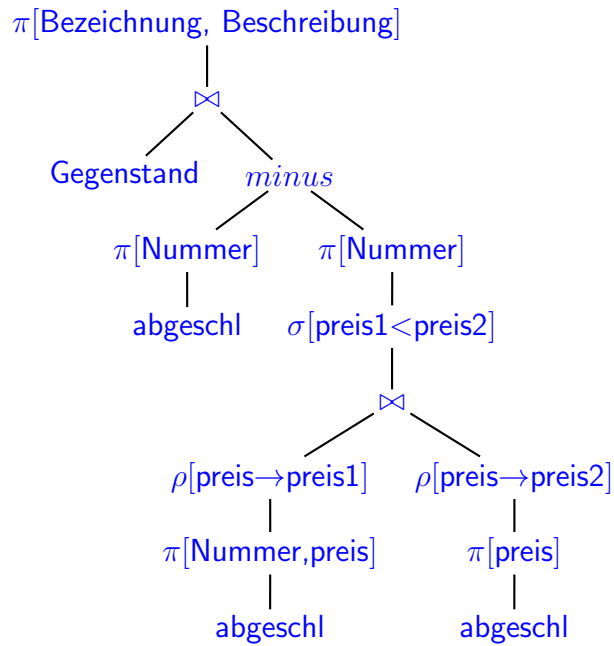 π[Bezeichnung, Beschreibung]
⋈
Gegenstand minus
π[Nummer] π[Nummer]
abgeschl σ[preis1<preis2]
⋈
ρ[preis→preis1] ρ[preis→preis2]
π[Nummer,preis] π[preis]
abgeschl abgeschl